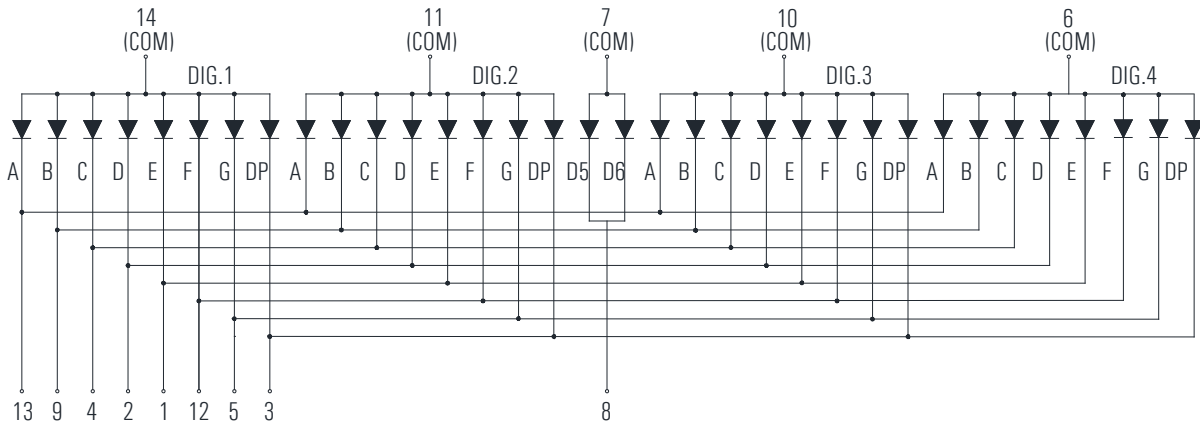 14 11 7 10 6
(COM) (COM) (COM) (COM) (COM)
DIG.1 DIG.2 DIG.3 DIG.4
A B C D E F G DP A B C D E F G DP D5 D6 A B C D E F G DP A B C D E F G DP
13 9 4 2 1 12 5 3 8